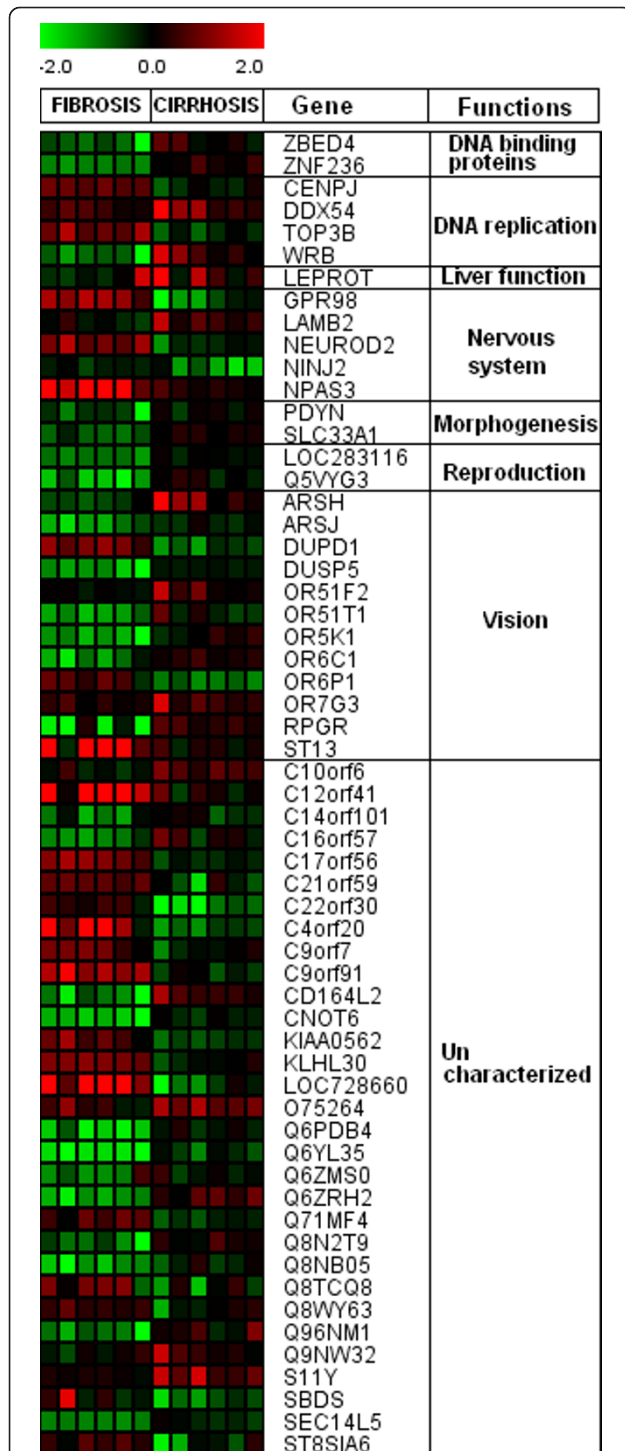 -2.0 0.0 2.0
FIBROSIS CIRRHOSIS Gene Functions
ZBED4 DNA binding
ZNF236 proteins
CENPJ
DDX54
TOP3B DNA replication
WRB
LEPROT Liver function
GPR98
LAMB2
NEUROD2 Nervous
NINJ2 system
NPAS3
PDYN
SLC33A1 Morphogenesis
LOC283116
Q5VYG3 Reproduction
ARSH
ARSJ
DUPD1
DUSP5
OR51F2
OR51T1 Vision
OR5K1
OR6C1
OR6P1
OR7G3
RPGR
ST13
C10orf6
C12orf41
C14orf101
C16orf57
C17orf56
C21orf59
C22orf30
C4orf20
C9orf7
C9orf91
CD164L2
CNOT6
KIAA0562 Un
KLHL30 characterized
LOC728660
O75264
Q6PDB4
Q6YL35
Q6ZMS0
Q6ZRH2
Q71MF4
Q8N2T9
Q8NB05
Q8TCQ8
Q8WY63
Q96NM1
Q9NW32
S11Y
SBDS
SEC14L5
ST8SIA6